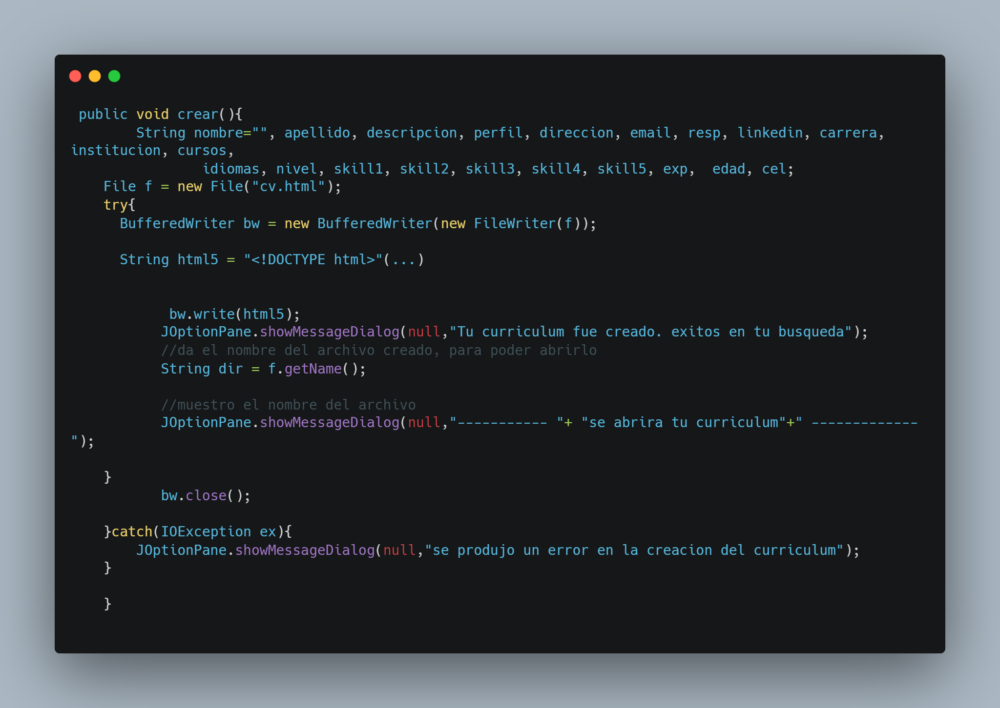 public void crear(){
String nombre="", apellido, descripcion, perfil, direccion, email, resp, linkedin, carrera,
institucion, cursos,
idiomas, nivel, skill1, skill2, skill3, skill4, skill5, exp,  edad, cel;
File f = new File("cv.html");
try{
BufferedWriter bw = new BufferedWriter(new FileWriter(f));
String html5 = "<!DOCTYPE html>"(...)
bw.write(html5);
JOptionPane.showMessageDialog(null,"Tu curriculum fue creado. exitos en tu busqueda");
//da el nombre del archivo creado, para poder abrirlo
String dir = f.getName();
//muestro el nombre del archivo
JOptionPane.showMessageDialog(null,"----------- "+ "se abrira tu curriculum"+" -------------
");
}
bw.close();
}catch(IOException ex){
JOptionPane.showMessageDialog(null,"se produjo un error en la creacion del curriculum");
}
}